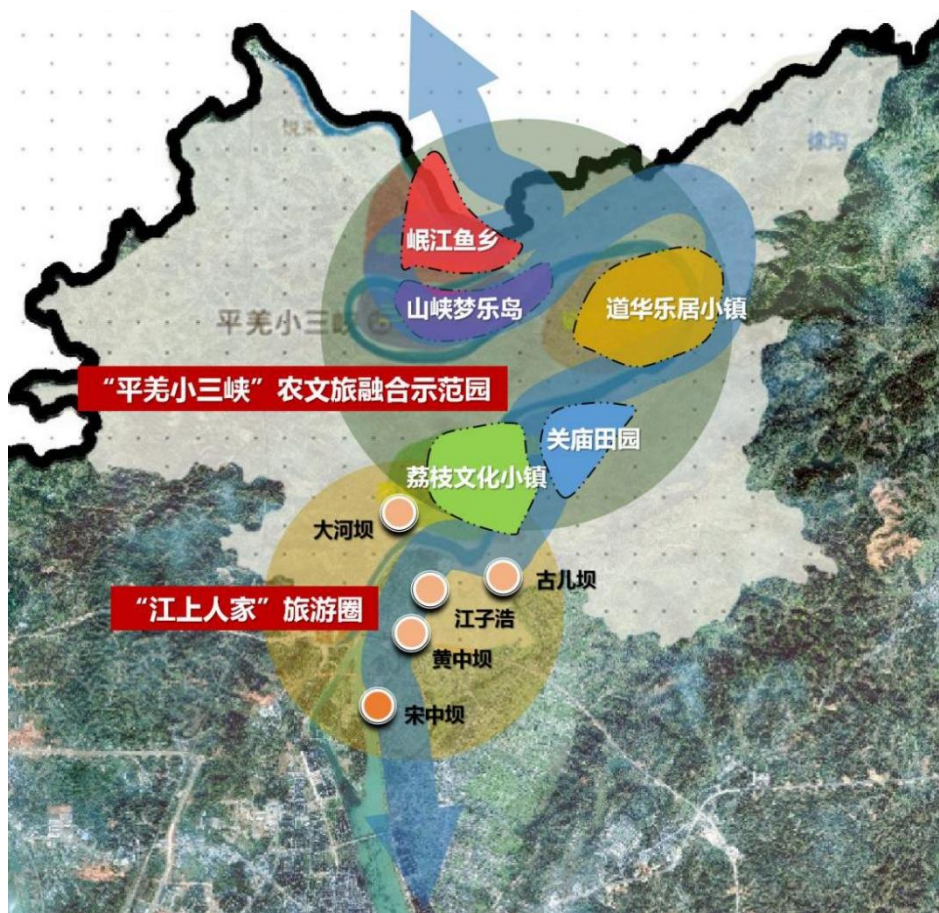 悦来
徐沟
岷江鱼乡
山峡梦乐岛
道华乐居小镇
平羌小三峡
“平羌小三峡”农文旅融合示范园
关庙田园
荔枝文化小镇
大河坝
古儿坝
“江上人家”旅游圈
江子浩
黄中坝
宋中坝